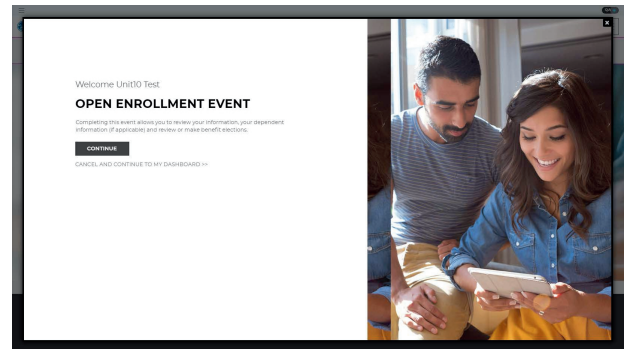 Welcome Unit10 Test
OPEN ENROLLMENT EVENT
Completing this event allows you to review your information, your dependent
information (if applicable) and review or make benefit elections.
CONTINUE
CANCEL AND CONTINUE TO MY DASHBOARD >>